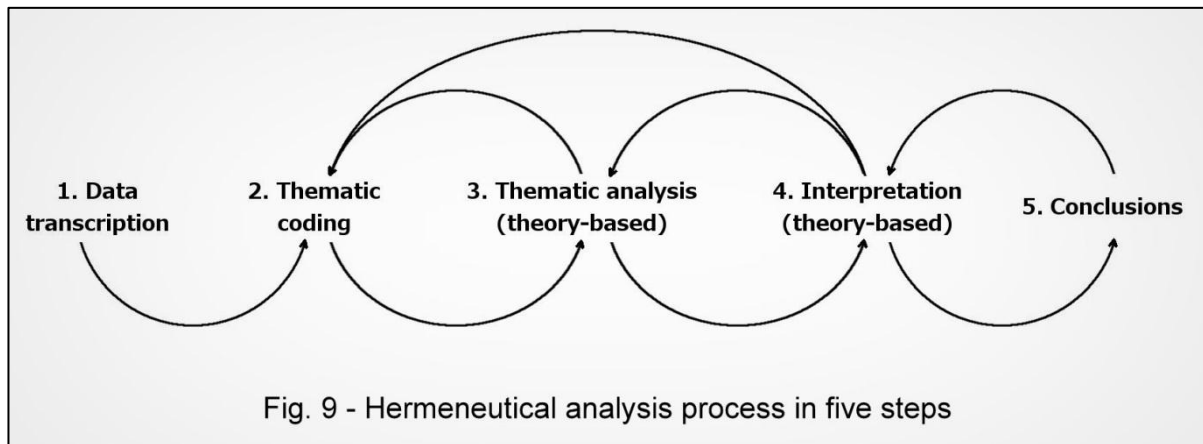 1. Data
transcription
2. Thematic
coding
3. Thematic analysis
(theory-based)
4. Interpretation
(theory-based)
5. Conclusions
Fig. 9 - Hermeneutical analysis process in five steps